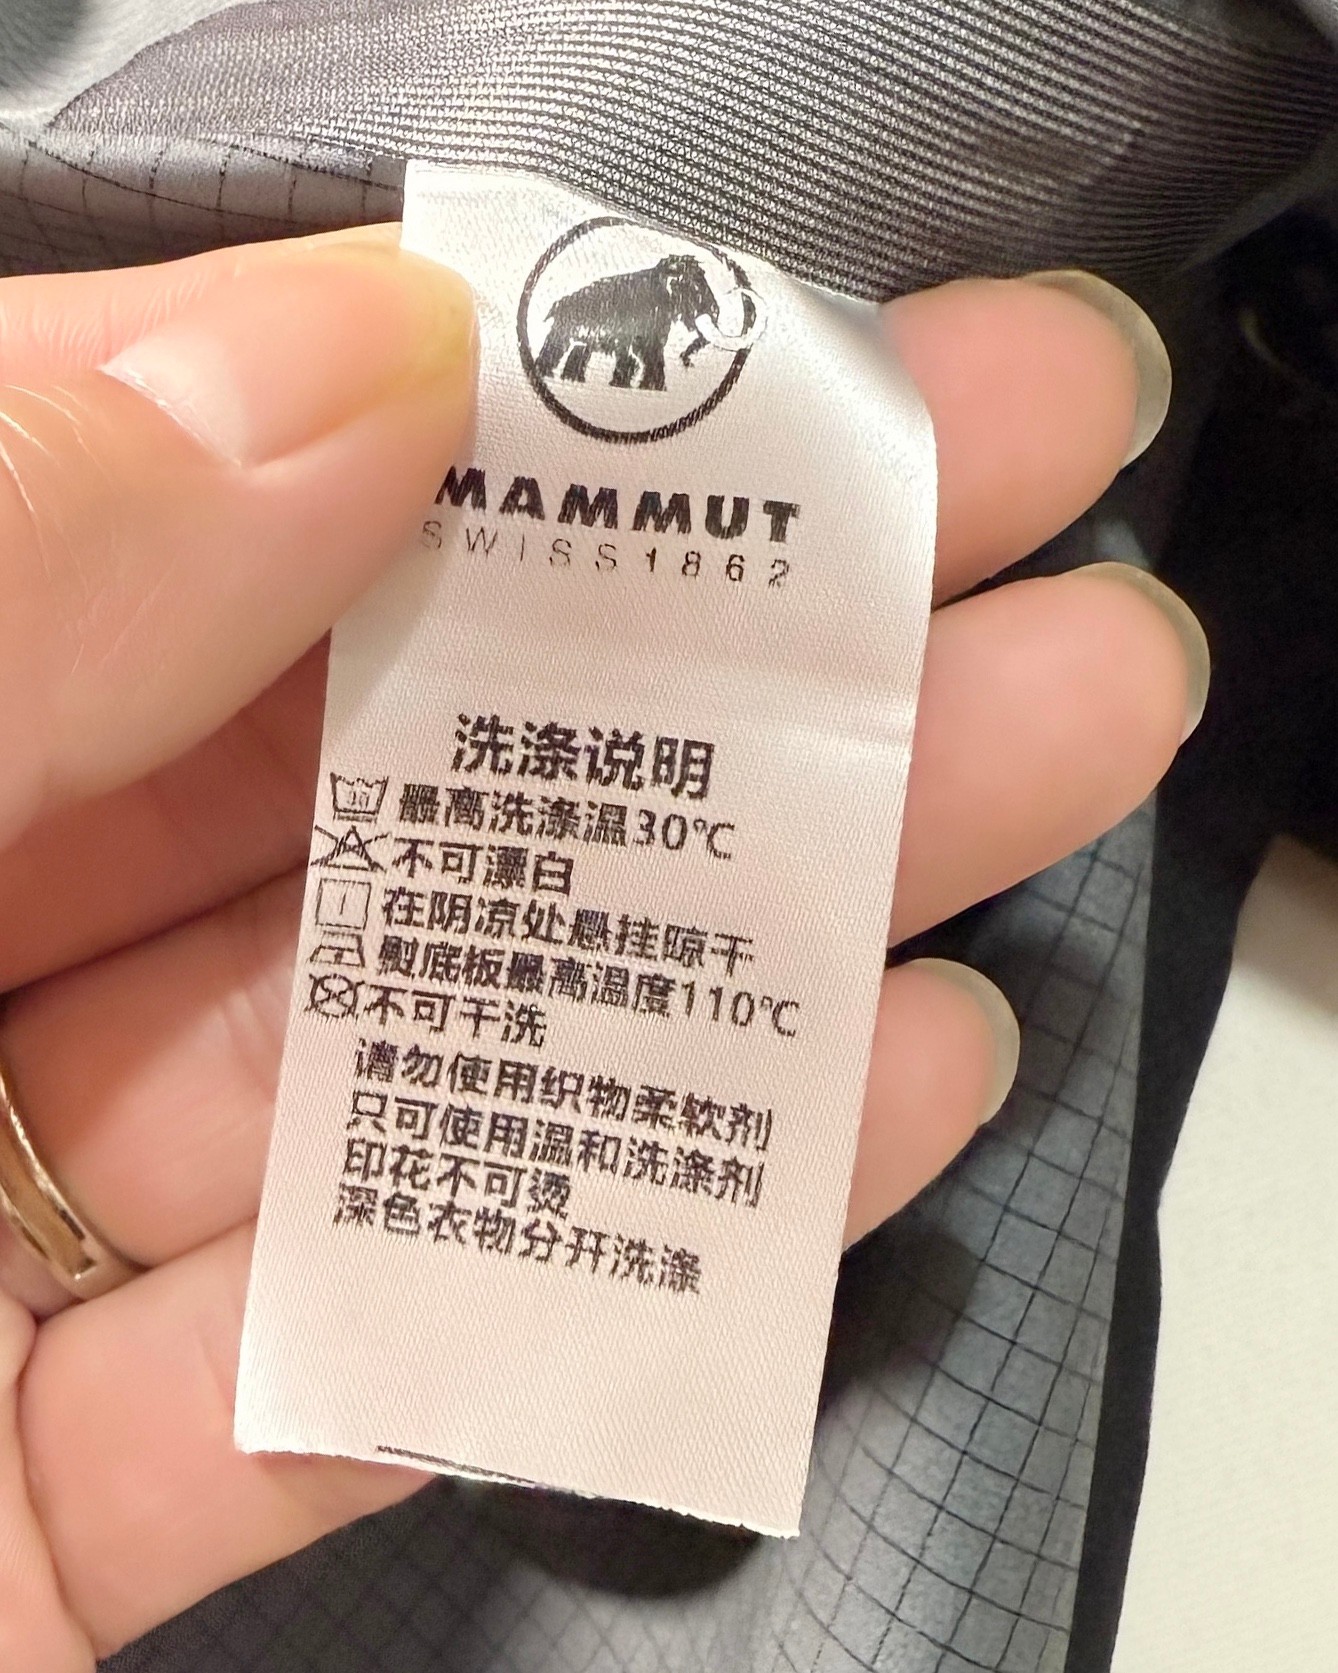 MAMMUT
SWISS1862
洗涤说明
30 最高洗涤温30℃
不可漂白
在阴凉处悬挂晾干
熨底板最高温度110℃
不可干洗
请勿使用织物柔软剂
只可使用温和洗涤剂
印花不可烫
深色衣物分开洗涤